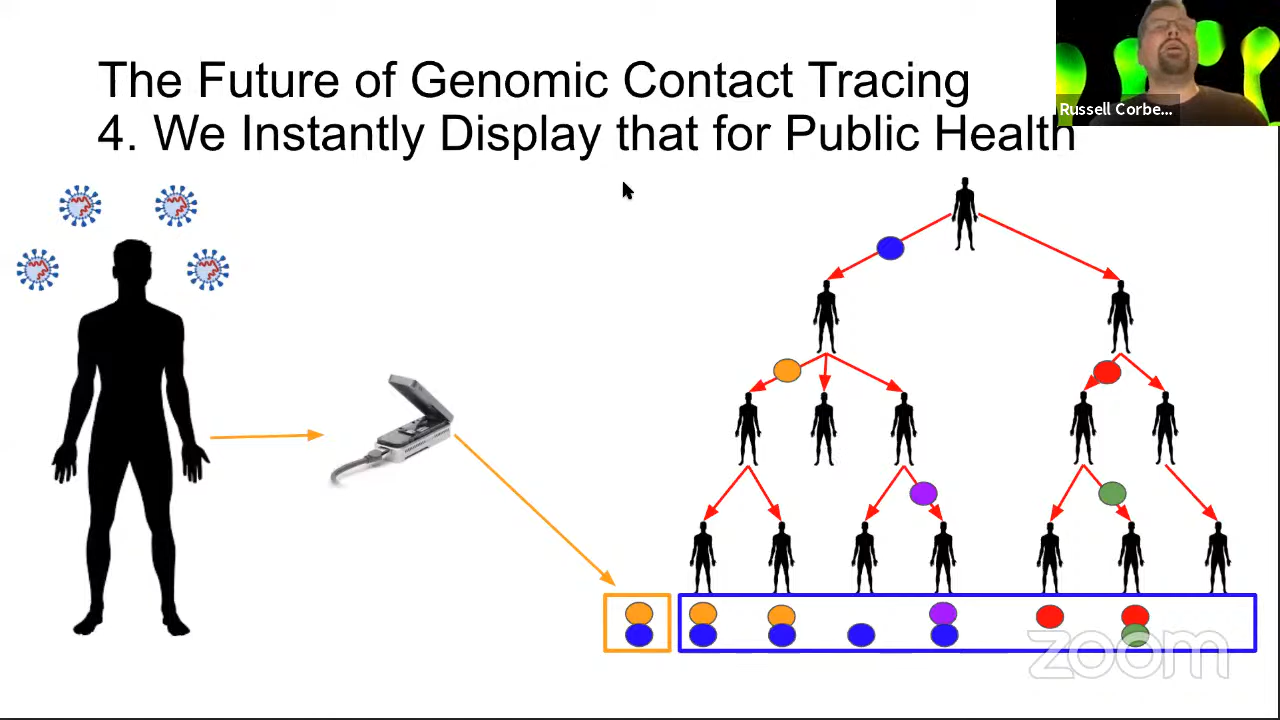 The Future of Genomic Contact Tracing
4. We Instantly Display that for Public Health
Russell Corbe...
zoom